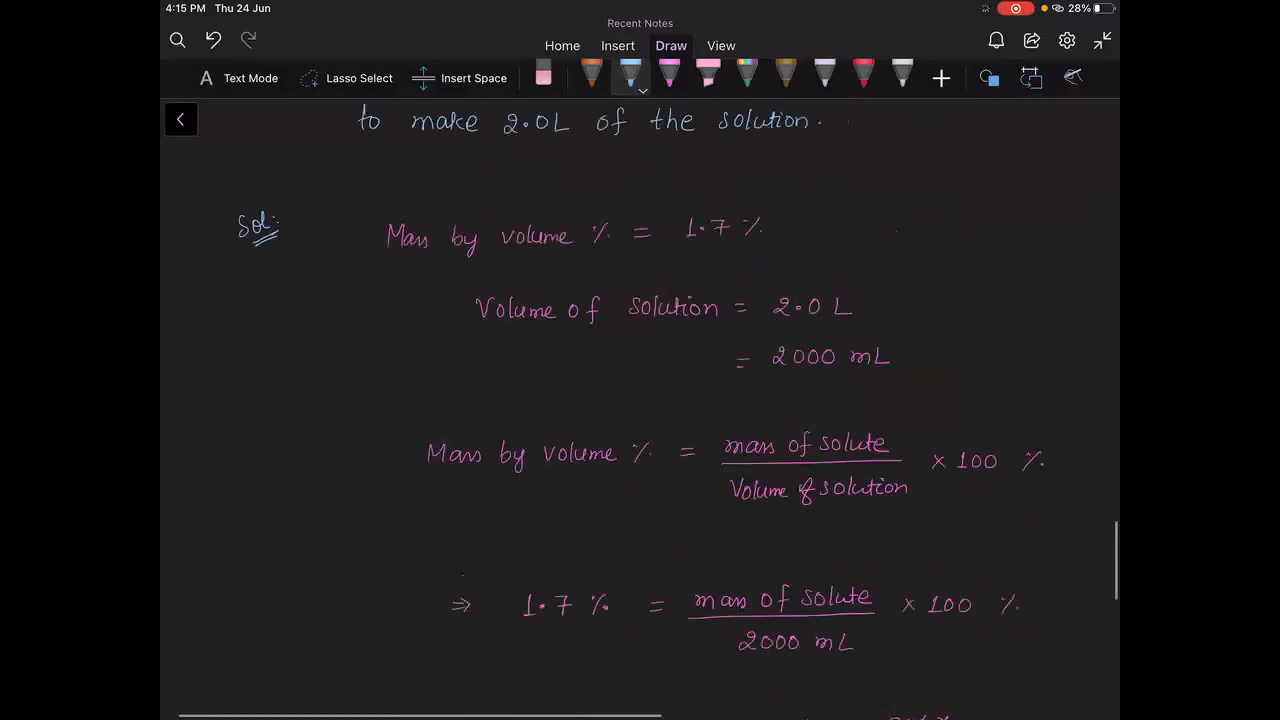 4:15 PM Thu 24 Jun
28%
Recent Notes
Home Insert Draw View
A Text Mode Lasso Select Insert Space
to make 2.0L of the solution.
Sol:
Mass by volume % = 1.7 %
Volume of solution = 2.0 L
= 2000 mL
Mass by volume % = mass of solute / Volume of solution × 100 %
⇒ 1.7 % = mass of solute / 2000 mL × 100 %